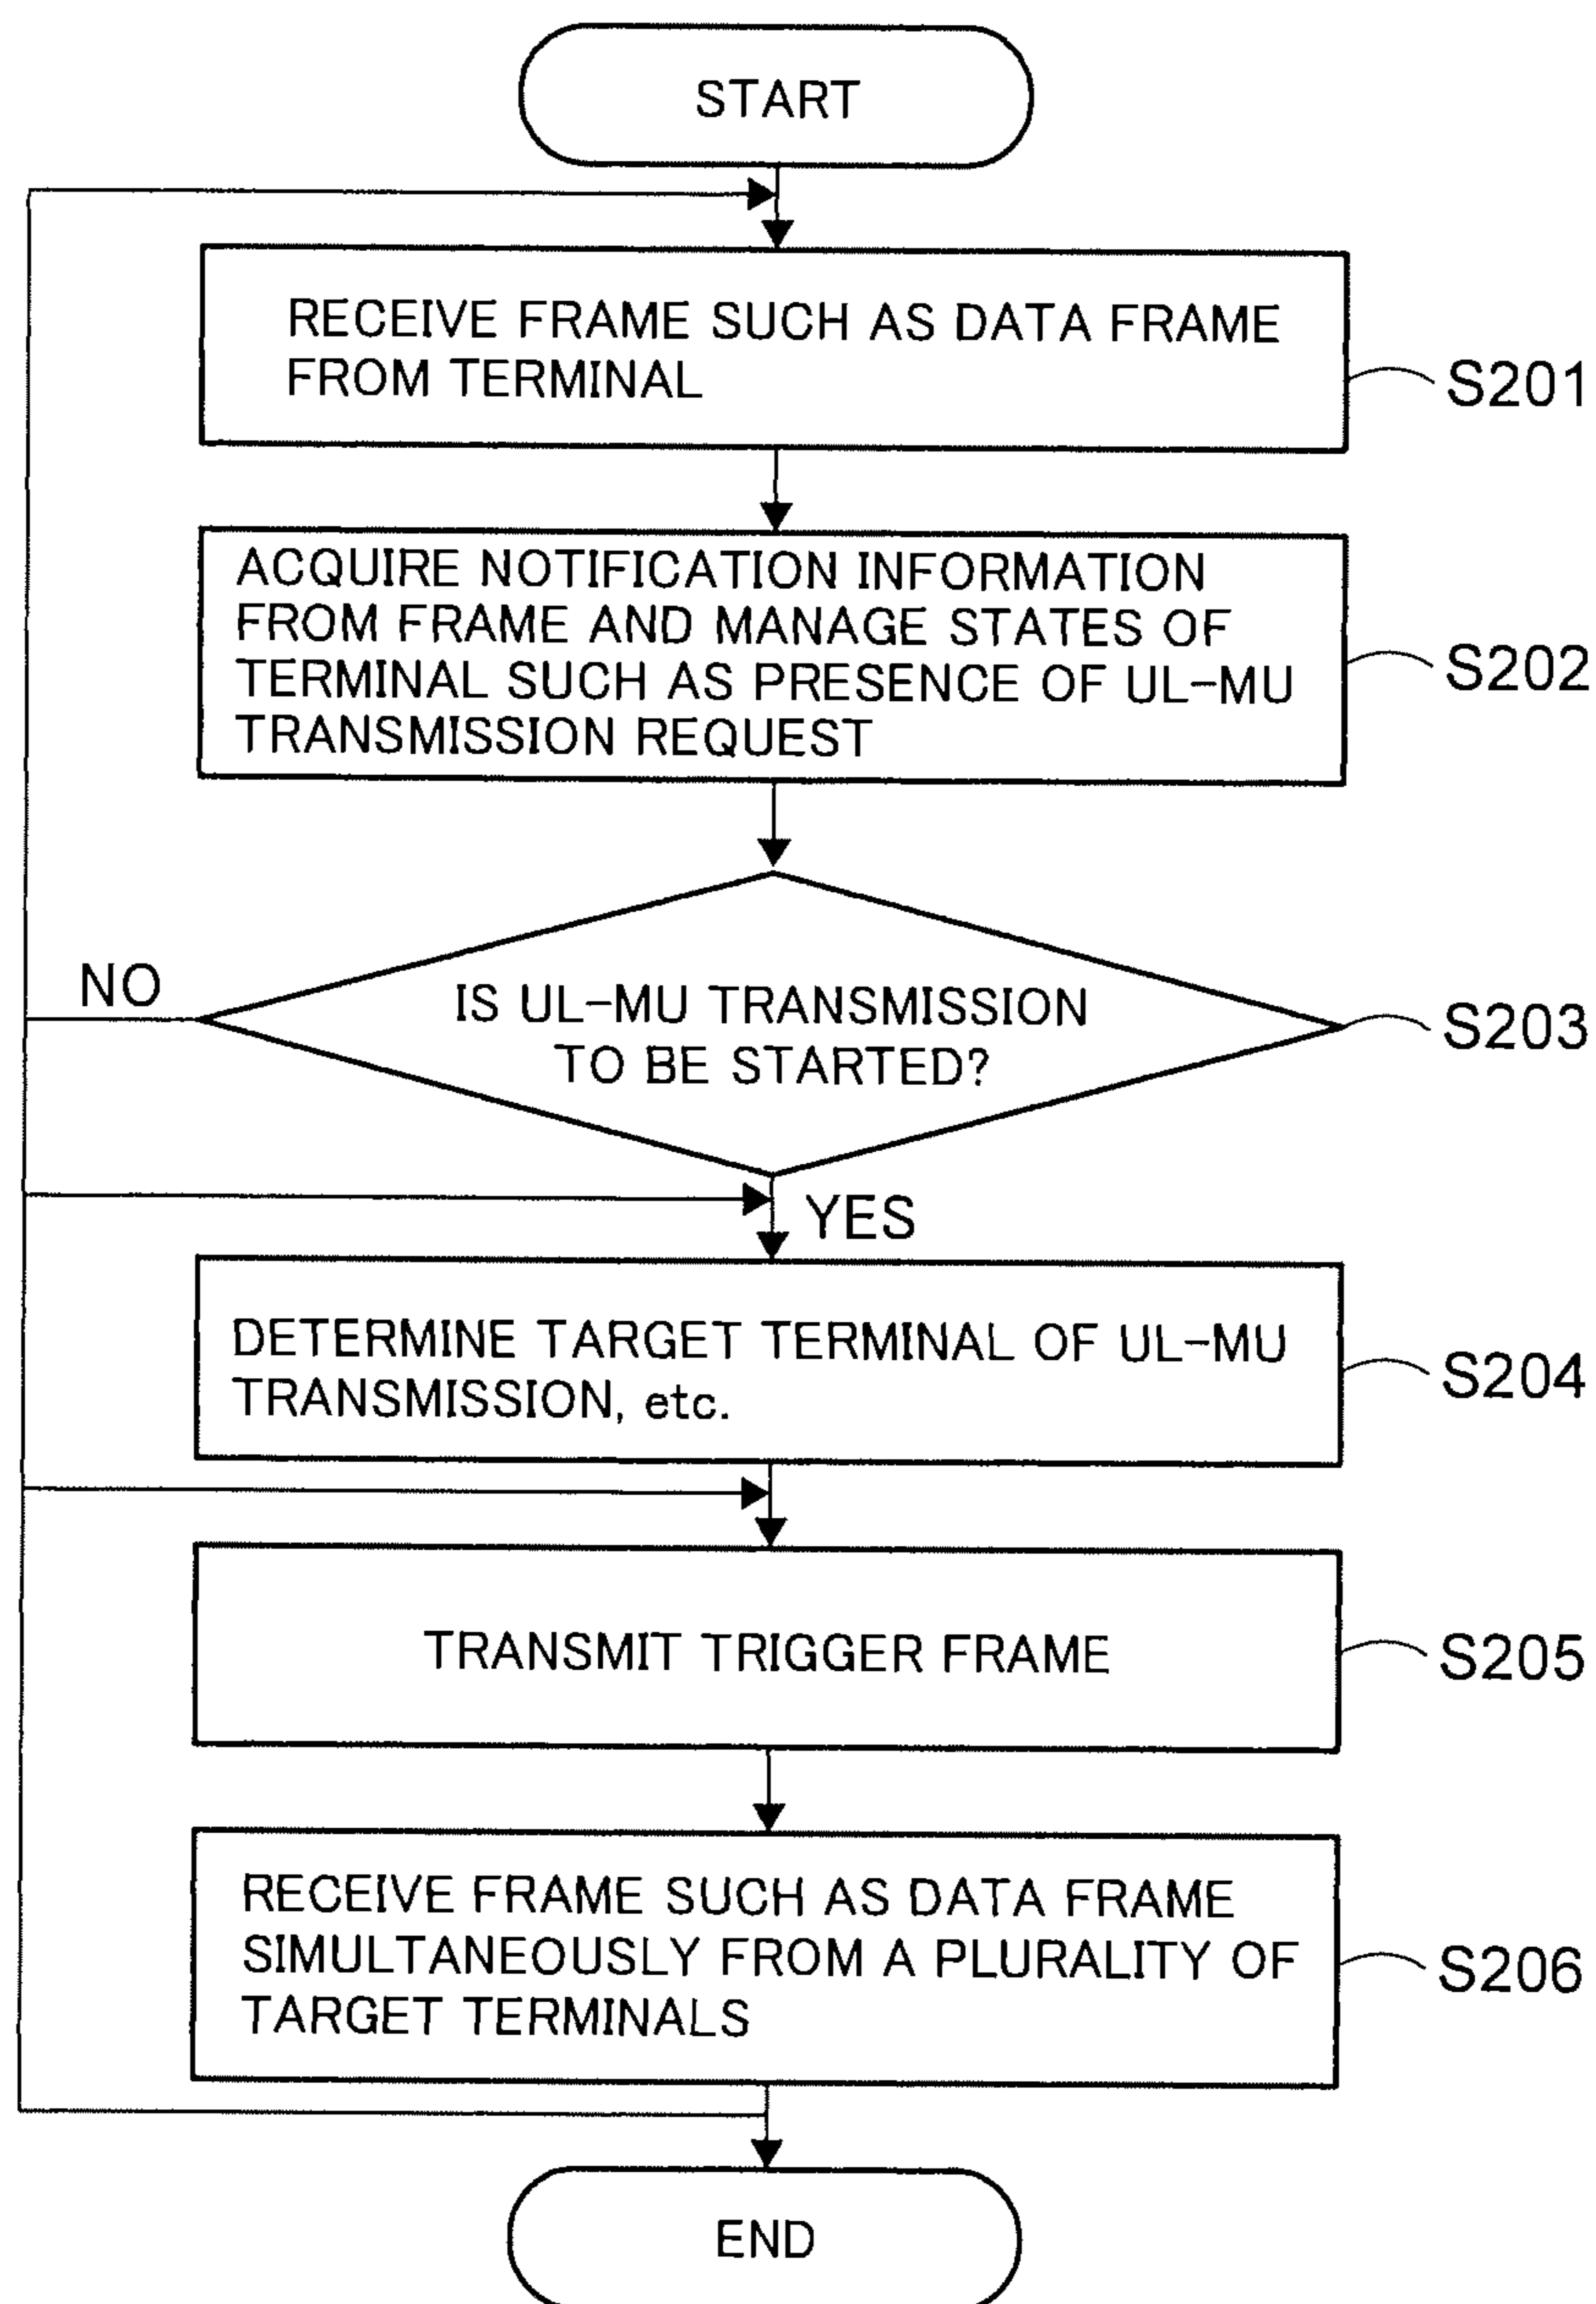 START
RECEIVE FRAME SUCH AS DATA FRAME
FROM TERMINAL
S201
ACQUIRE NOTIFICATION INFORMATION
FROM FRAME AND MANAGE STATES OF
TERMINAL SUCH AS PRESENCE OF UL-MU
TRANSMISSION REQUEST
S202
NO
IS UL-MU TRANSMISSION
TO BE STARTED?
S203
YES
DETERMINE TARGET TERMINAL OF UL-MU
TRANSMISSION, etc.
S204
TRANSMIT TRIGGER FRAME
S205
RECEIVE FRAME SUCH AS DATA FRAME
SIMULTANEOUSLY FROM A PLURALITY OF
TARGET TERMINALS
S206
END